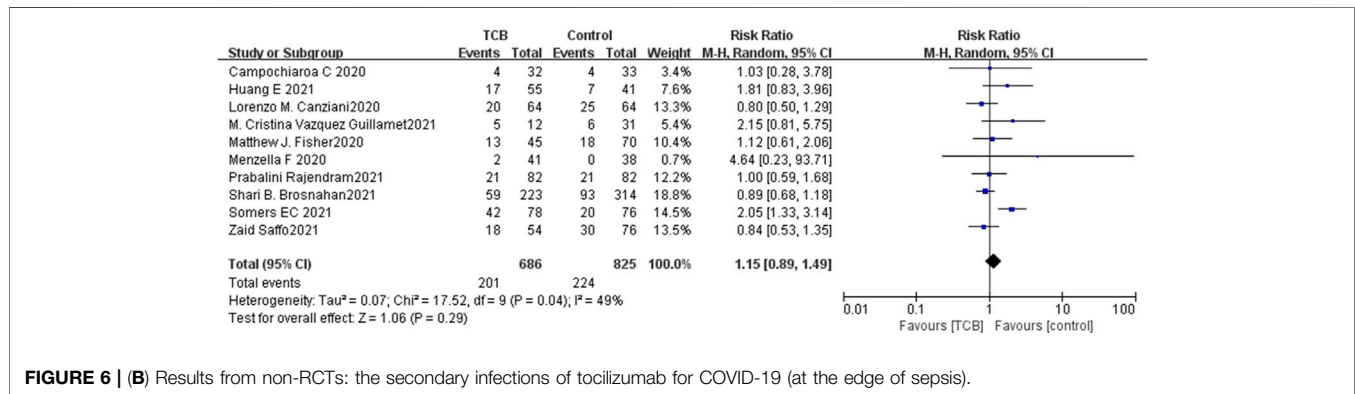 TCB Control Risk Ratio Risk Ratio
Study or Subgroup Events Total Events Total Weight M-H, Random, 95% CI M-H, Random, 95% CI
Campochiaroa C 2020 4 32 4 33 3.4% 1.03 [0.28, 3.78]
Huang E 2021 17 55 7 41 7.6% 1.81 [0.83, 3.96]
Lorenzo M. Canziani2020 20 64 25 64 13.3% 0.80 [0.50, 1.29]
M. Cristina Vazquez Guillamet2021 5 12 6 31 5.4% 2.15 [0.81, 5.75]
Matthew J. Fisher2020 13 45 18 70 10.4% 1.12 [0.61, 2.06]
Menzella F 2020 2 41 0 38 0.7% 4.64 [0.23, 93.71]
Prabalini Rajendram2021 21 82 21 82 12.2% 1.00 [0.59, 1.68]
Shari B. Brosnahan2021 59 223 93 314 18.8% 0.89 [0.68, 1.18]
Somers EC 2021 42 78 20 76 14.5% 2.05 [1.33, 3.14]
Zaid Saffo2021 18 54 30 76 13.5% 0.84 [0.53, 1.35]
Total (95% CI) 686 825 100.0% 1.15 [0.89, 1.49]
Total events 201 224
Heterogeneity: Tau² = 0.07; Chi² = 17.52, df = 9 (P = 0.04); I² = 49%
Test for overall effect: Z = 1.06 (P = 0.29)
0.01 0.1 1 10 100
Favours [TCB] Favours [control]
FIGURE 6 | (B) Results from non-RCTs: the secondary infections of tocilizumab for COVID-19 (at the edge of sepsis).